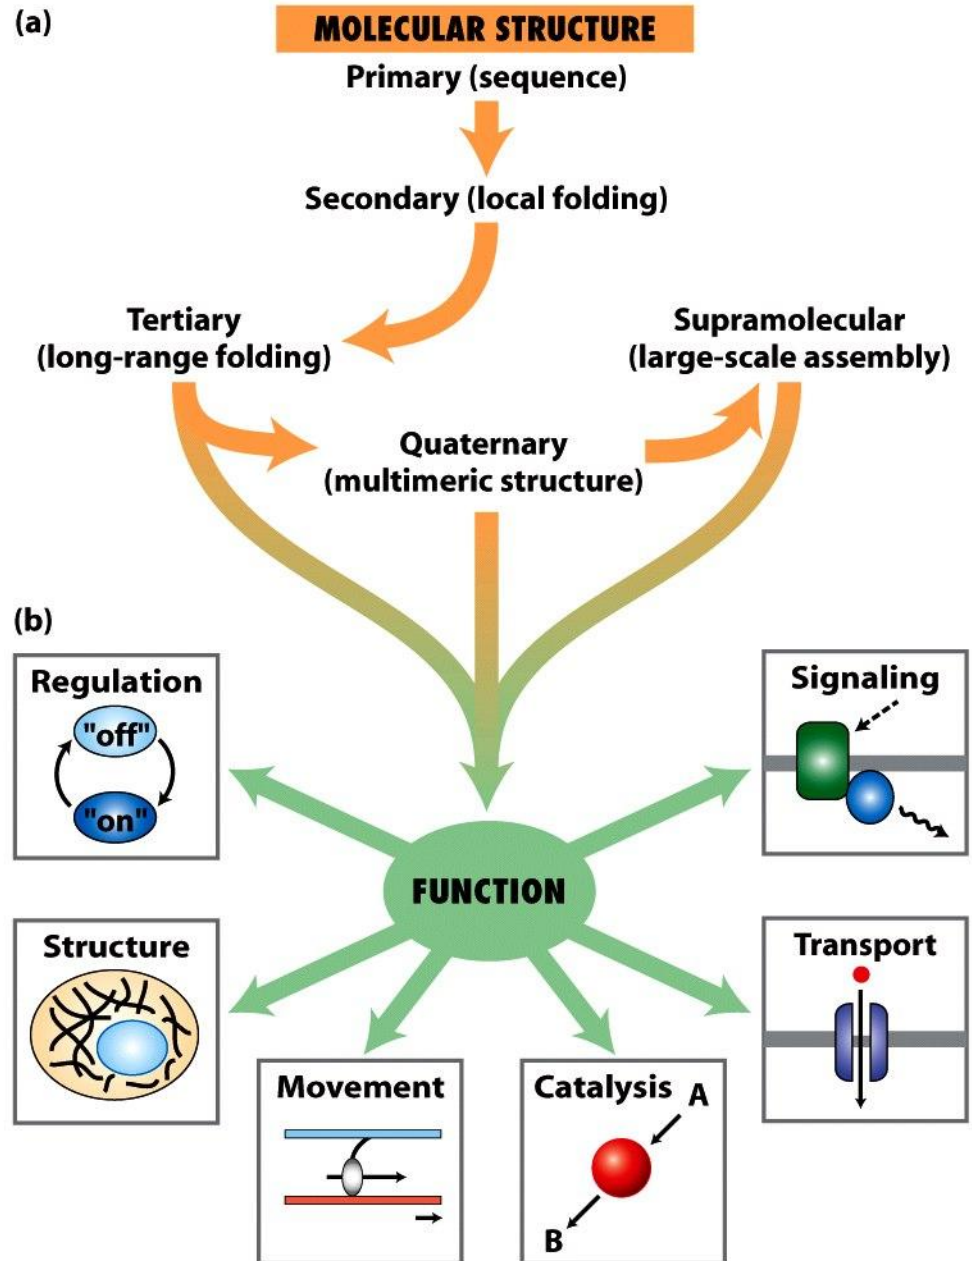 (a)
MOLECULAR STRUCTURE
Primary (sequence)
Secondary (local folding)
Tertiary
(long-range folding)
Supramolecular
(large-scale assembly)
Quaternary
(multimeric structure)
(b)
Regulation
"off"
"on"
Signaling
FUNCTION
Structure
Transport
Movement
Catalysis
A
B